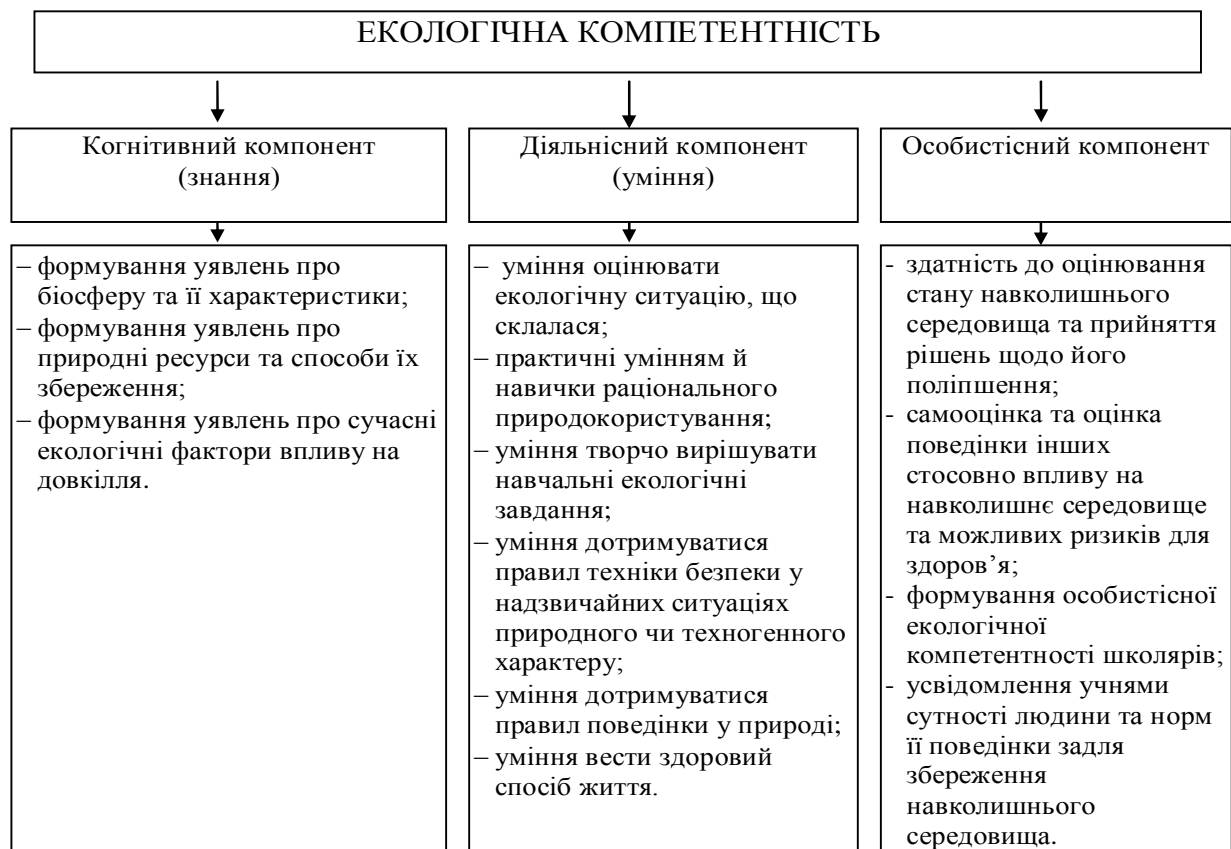 ЕКОЛОГІЧНА КОМПЕТЕНТНІСТЬ
Когнітивний компонент
(знання)
Діяльнісний компонент
(уміння)
Особистісний компонент
– формування уявлень про
біосферу та її характеристики;
– формування уявлень про
природні ресурси та способи їх
збереження;
– формування уявлень про сучасні
екологічні фактори впливу на
довкілля.
– уміння оцінювати
екологічну ситуацію, що
склалася;
– практичні умінням й
навички раціонального
природокористування;
– уміння творчо вирішувати
навчальні екологічні
завдання;
– уміння дотримуватися
правил техніки безпеки у
надзвичайних ситуаціях
природного чи техногенного
характеру;
– уміння дотримуватися
правил поведінки у природі;
– уміння вести здоровий
спосіб життя.
- здатність до оцінювання
стану навколишнього
середовища та прийняття
рішень щодо його
поліпшення;
- самооцінка та оцінка
поведінки інших
стосовно впливу на
навколишнє середовище
та можливих ризиків для
здоров’я;
- формування особистісної
екологічної
компетентності школярів;
- усвідомлення учнями
сутності людини та норм
її поведінки задля
збереження
навколишнього
середовища.